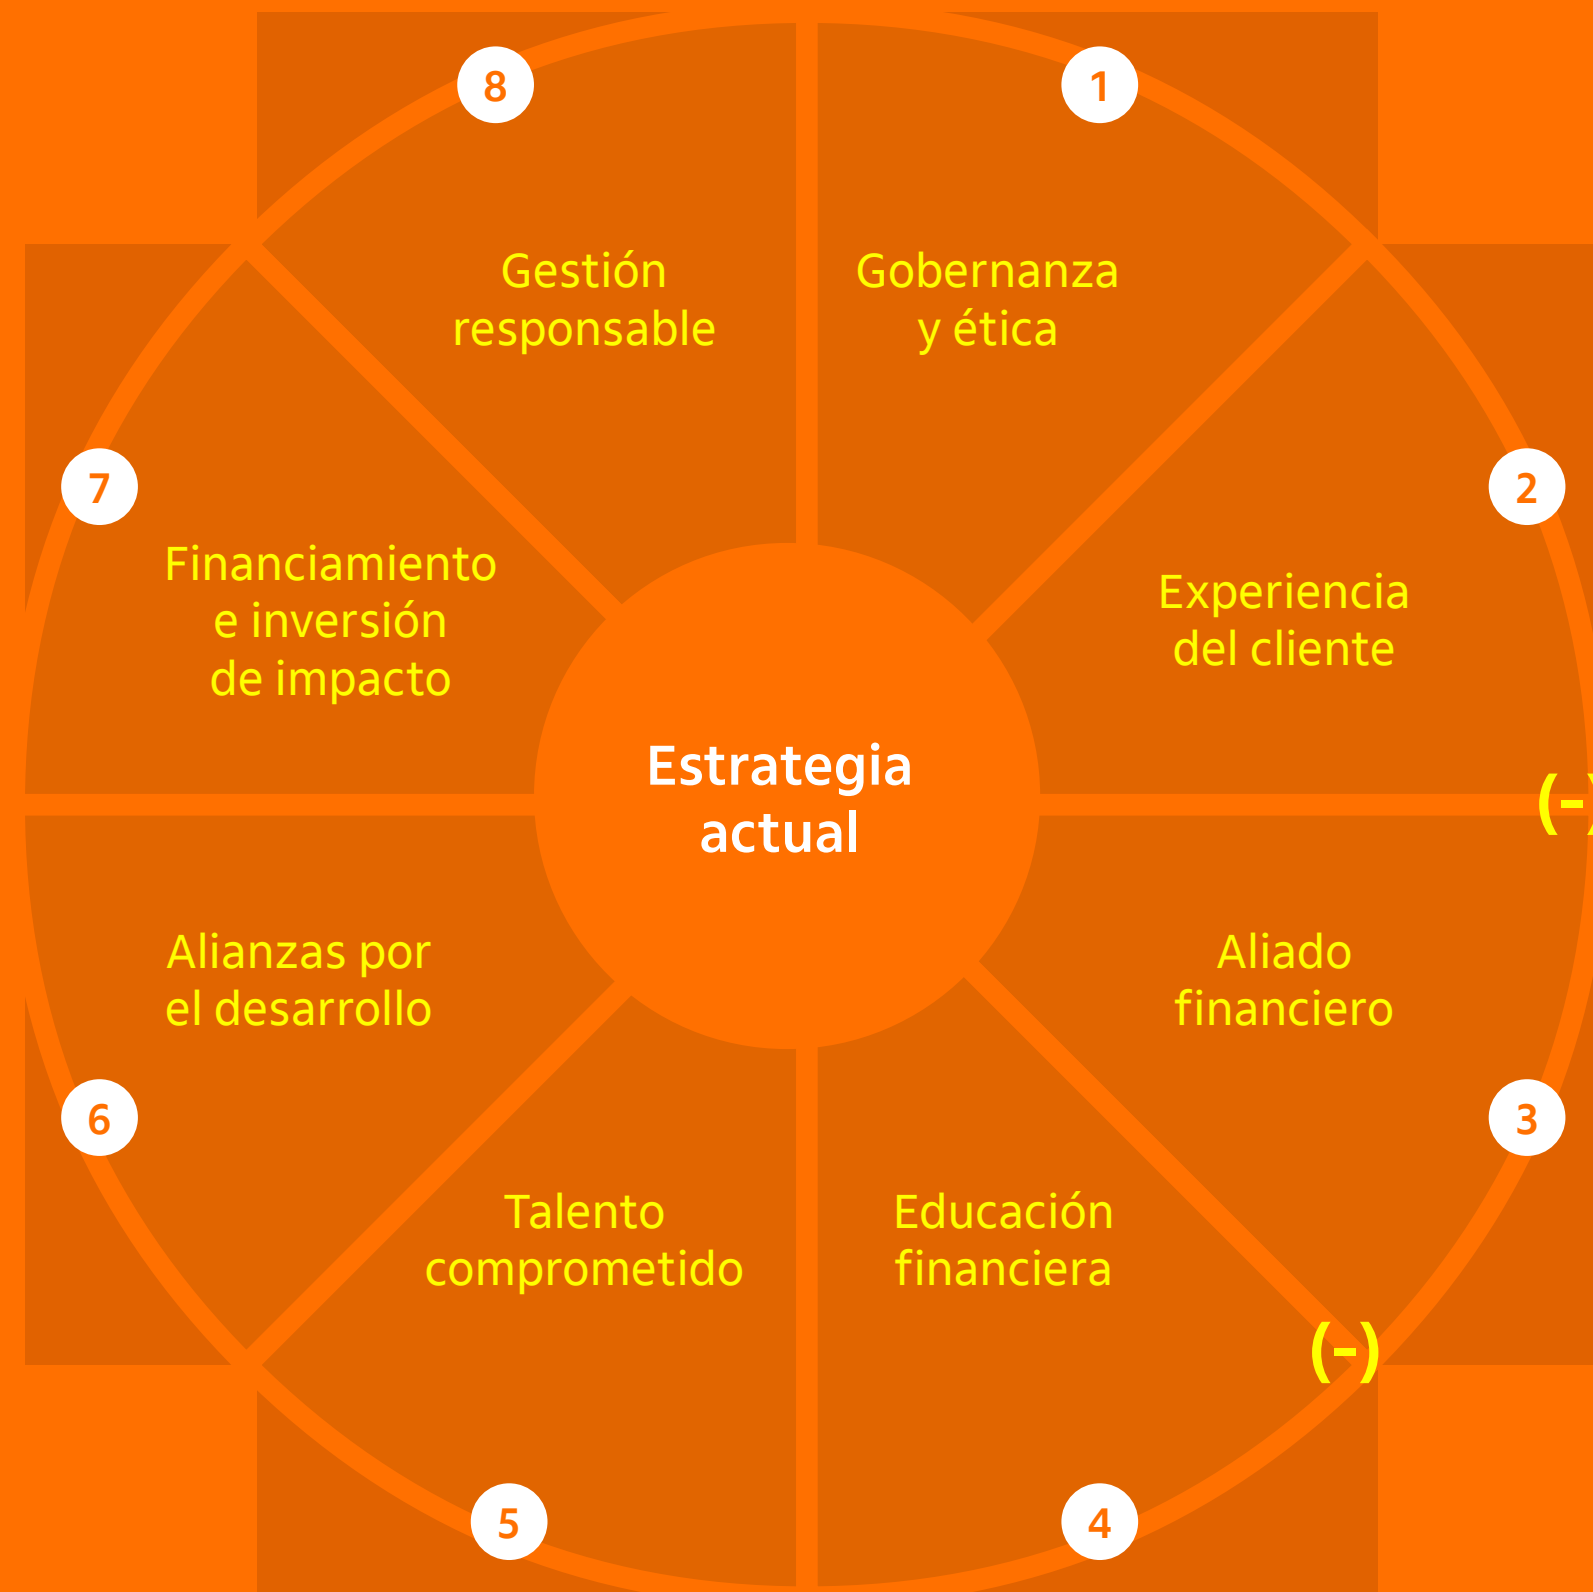 8
1
Gestión
responsable
Gobernanza
y ética
7
2
Financiamiento
e inversión
de impacto
Experiencia
del cliente
Estrategia
actual
(-)
Alianzas por
el desarrollo
Aliado
financiero
6
3
Talento
comprometido
Educación
financiera
(-)
5
4